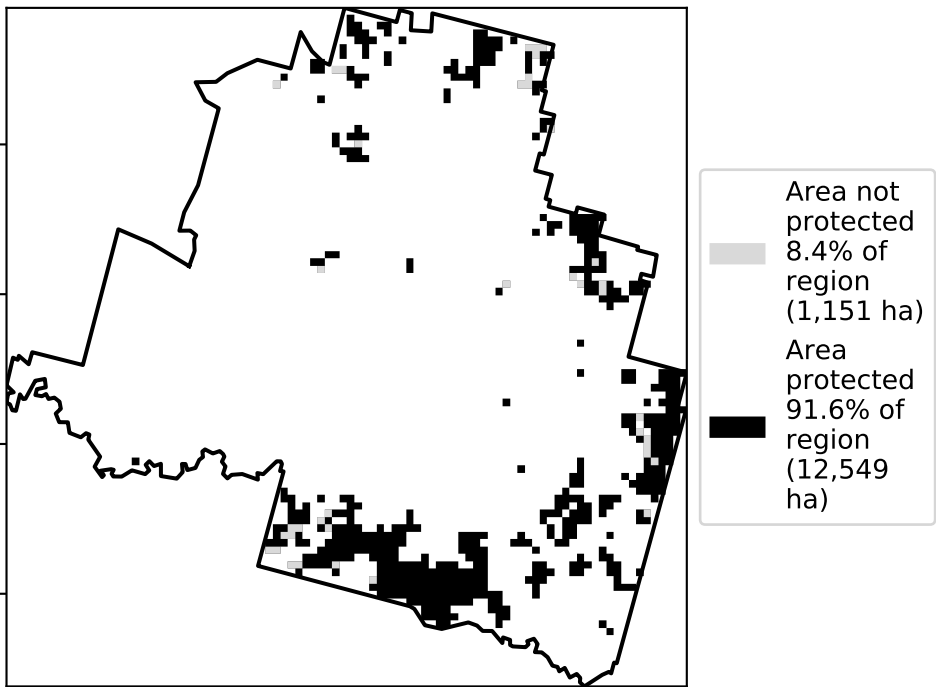 Area not
protected
8.4% of
region
(1,151 ha)
Area
protected
91.6% of
region
(12,549
ha)